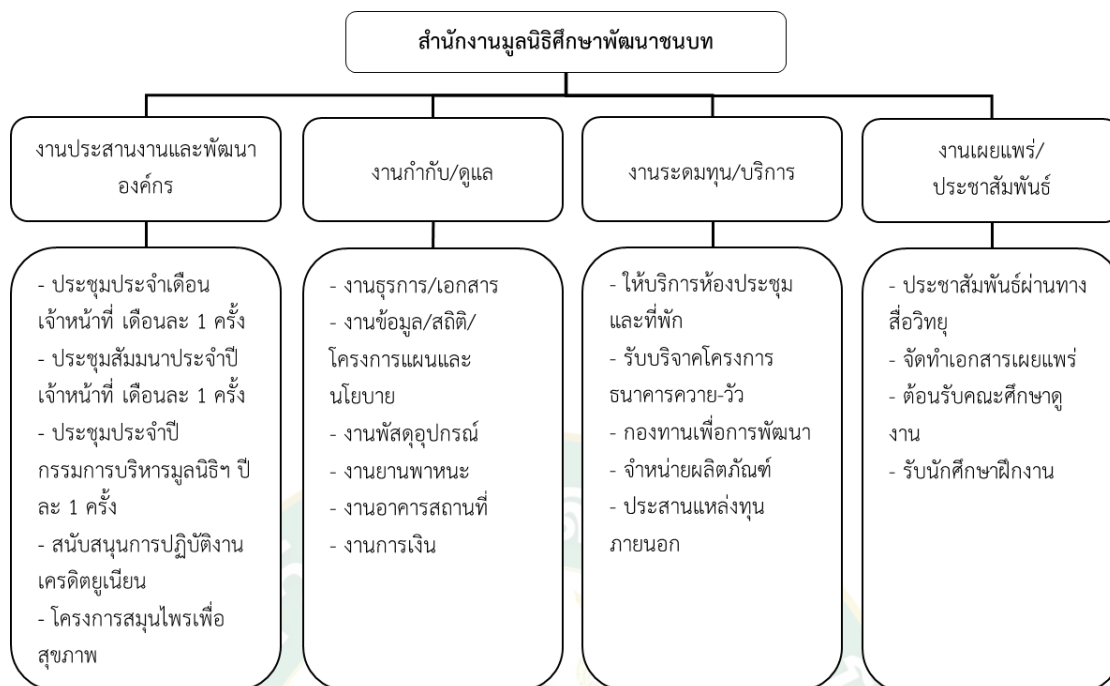 สำนักงานมูลนิธิศึกษาพัฒนาชนบท
งานประสานงานและพัฒนา
องค์กร
งานกำกับ/ดูแล
งานระดมทุน/บริการ
งานเผยแพร่/
ประชาสัมพันธ์
- ประชุมประจำเดือน
เจ้าหน้าที่ เดือนละ 1 ครั้ง
- ประชุมสัมมนาประจำปี
เจ้าหน้าที่ เดือนละ 1 ครั้ง
- ประชุมประจำปี
กรรมการบริหารมูลนิธิฯ ปี
ละ 1 ครั้ง
- สนับสนุนการปฏิบัติงาน
เครดิตยูเนียน
- โครงการสมุนไพรเพื่อ
สุขภาพ
- งานธุรการ/เอกสาร
- งานข้อมูล/สถิติ/
โครงการแผนและ
นโยบาย
- งานพัสดุอุปกรณ์
- งานยานพาหนะ
- งานอาคารสถานที่
- งานการเงิน
- ให้บริการห้องประชุม
และที่พัก
- รับบริจาคโครงการ
ธนาคารควาย-วัว
- กองทานเพื่อการพัฒนา
- จำหน่ายผลิตภัณฑ์
- ประสานแหล่งทุน
ภายนอก
- ประชาสัมพันธ์ผ่านทาง
สื่อวิทยุ
- จัดทำเอกสารเผยแพร่
- ต้อนรับคณะศึกษาดู
งาน
- รับนักศึกษาฝึกงาน